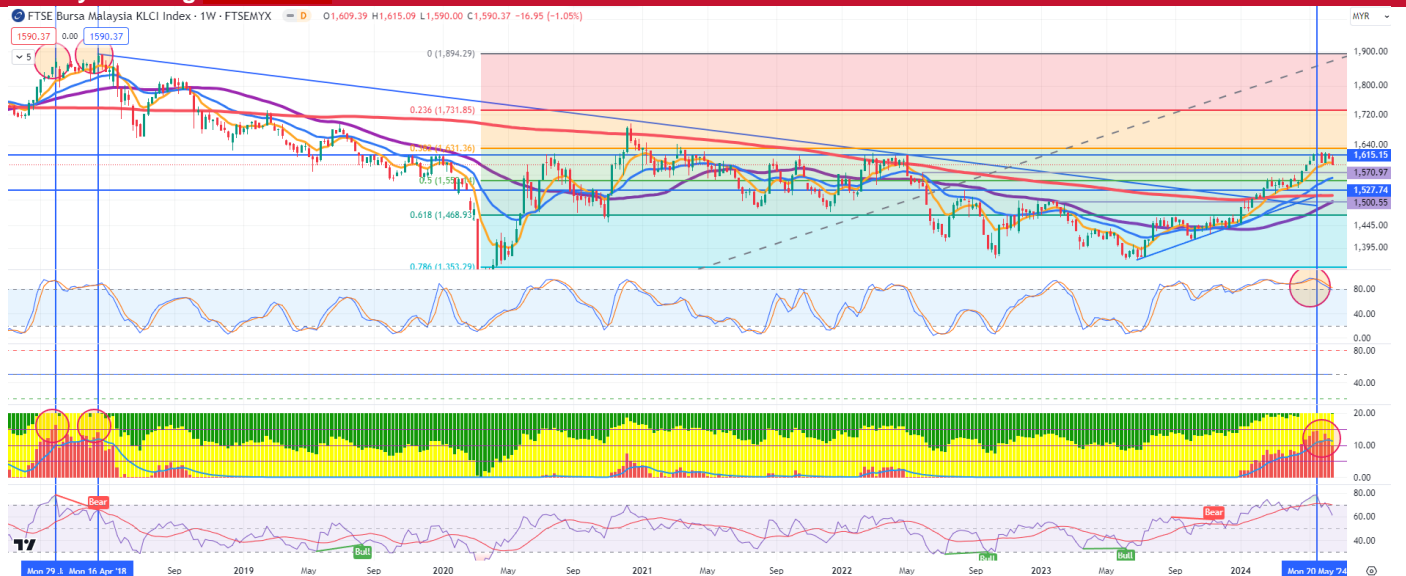 FTSE Bursa Malaysia KLCI Index · 1W · FTSEMYX D O1,609.39 H1,615.09 L1,590.00 C1,590.37 −16.95 (−1.05%)
MYR
1590.37 0.00 1590.37
5
0 (1,894.29)
0.236 (1,731.85)
0.618 (1,468.93)
0.786 (1,353.29)
1,900.00
1,800.00
1,720.00
1,640.00
1,615.15
1,570.97
1,527.74
1,500.55
1,445.00
1,395.00
80.00
40.00
0.00
80.00
40.00
20.00
10.00
0.00
80.00
60.00
40.00
Bear
Bull
Bull
Bull
Bear
Mon 16 Apr '18 Sep 2019 May Sep 2020 May Sep 2021 May Sep 2022 May Sep 2023 May Sep 2024 Mon 20 May '24